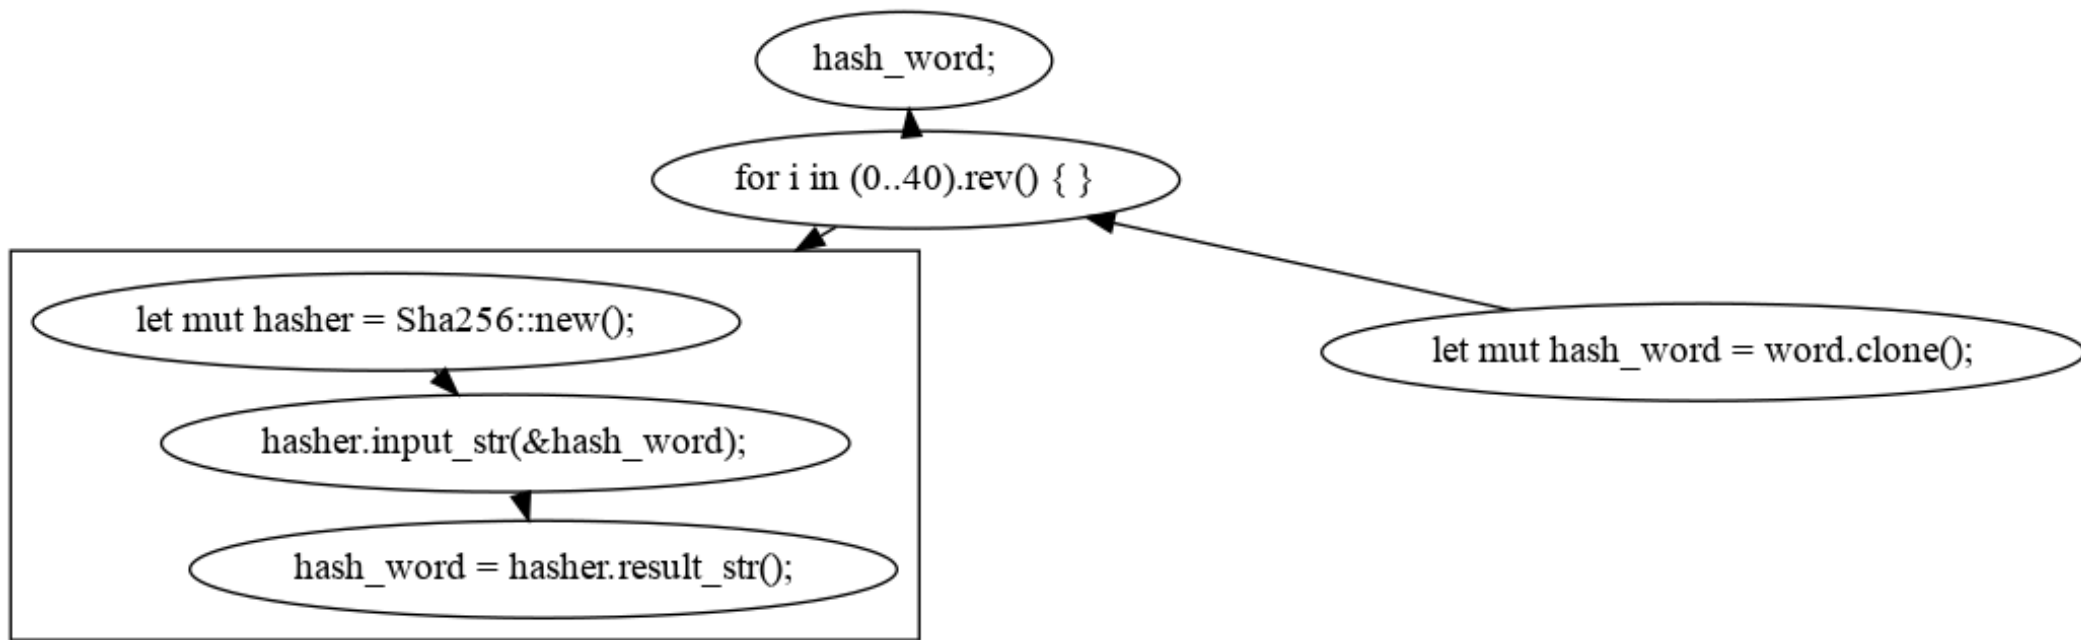 hash_word;
for i in (0..40).rev() { }
let mut hasher = Sha256::new();
let mut hash_word = word.clone();
hasher.input_str(&hash_word);
hash_word = hasher.result_str();